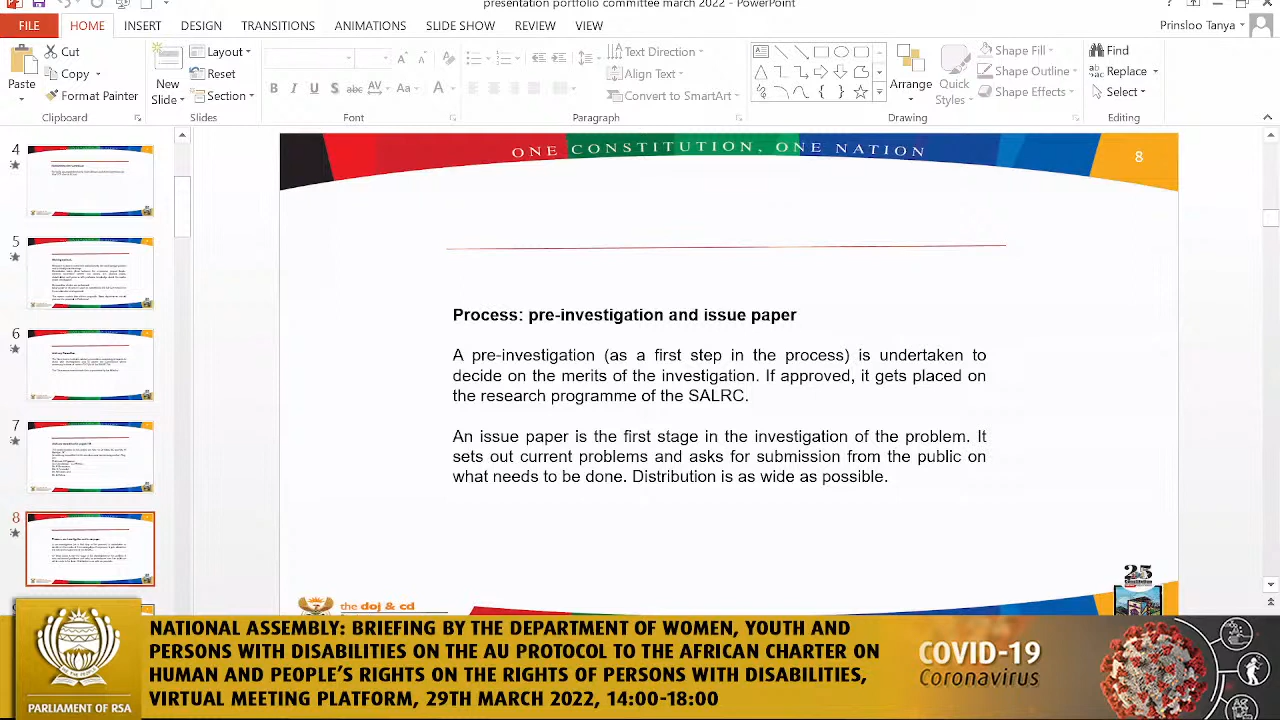 presentation portfolio committee march 2022 - PowerPoint
FILE HOME INSERT DESIGN TRANSITIONS ANIMATIONS SLIDE SHOW REVIEW VIEW Prinsloo Tanya
Cut
Copy
Format Painter
Paste
Clipboard
New Slide
Layout
Reset
Section
Slides
B I U S abc AV Aa A
Font
Text Direction
Align Text
Convert to SmartArt
Paragraph
Arrange
Quick Styles
Shape Fill
Shape Outline
Shape Effects
Drawing
Find
Replace
Select
Editing
4
5
6
7
8
ONE CONSTITUTION, ONE NATION
8
Process: pre-investigation and issue paper
A pre-investigation (as a first step in the process) is undertaken to
decide on the merits of the investigation. If approved, it gets placed on
the research programme of the SALRC.
An issue paper is the first stage in the investigation of the problem. It
sets out current problems and asks for submission from the public on
what needs to be done. Distribution is as wide as possible.
25
the doj & cd
NATIONAL ASSEMBLY: BRIEFING BY THE DEPARTMENT OF WOMEN, YOUTH AND
PERSONS WITH DISABILITIES ON THE AU PROTOCOL TO THE AFRICAN CHARTER ON
HUMAN AND PEOPLE'S RIGHTS ON THE RIGHTS OF PERSONS WITH DISABILITIES,
VIRTUAL MEETING PLATFORM, 29TH MARCH 2022, 14:00-18:00
PARLIAMENT OF RSA
COVID-19
Coronavirus